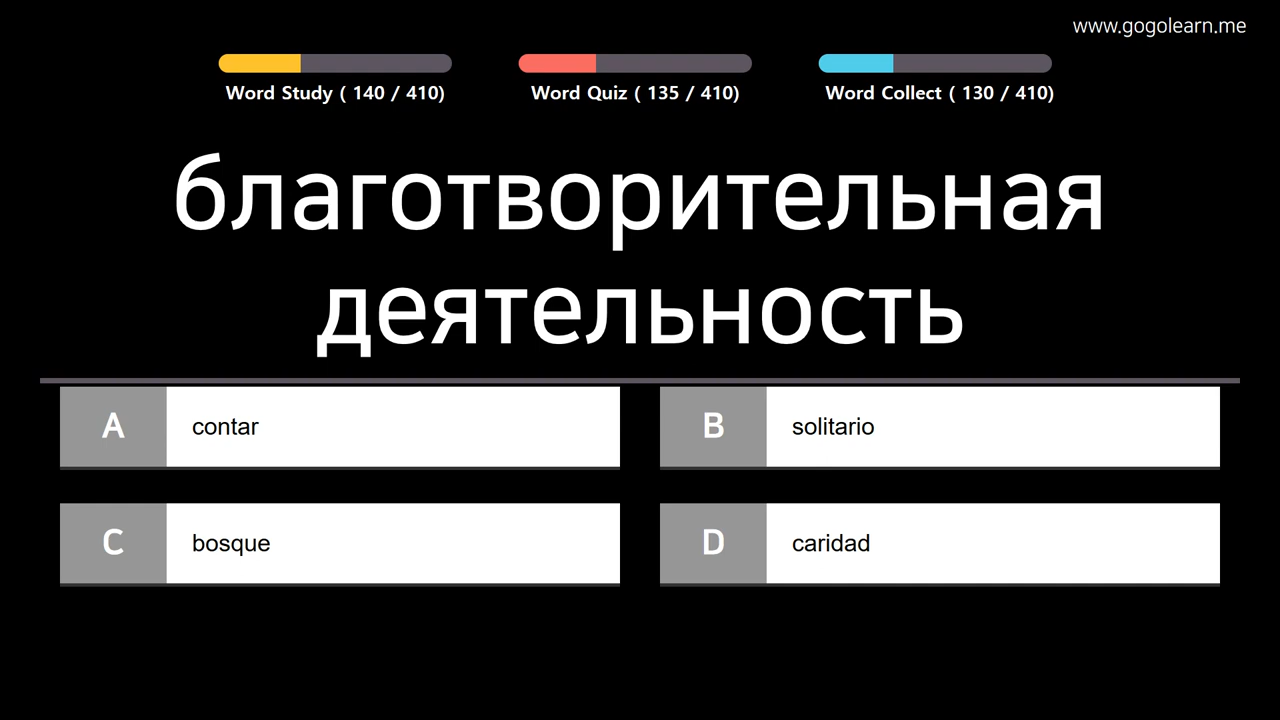 www.gogolearn.me
Word Study ( 140 / 410)
Word Quiz ( 135 / 410)
Word Collect ( 130 / 410)
благотворительная
деятельность
A contar
B solitario
C bosque
D caridad